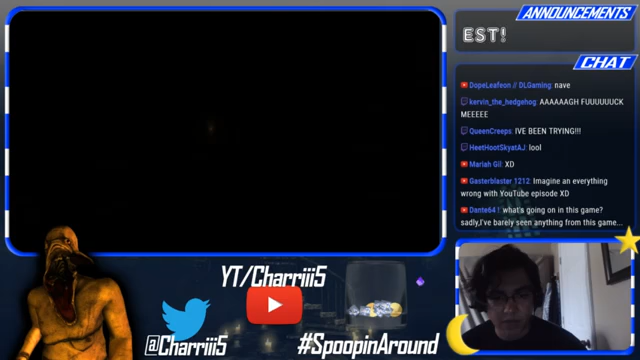 ANNOUNCEMENTS
EST!
CHAT
DopeLeafeon // DLGaming: nave
kervin_the_hedgehog: AAAAAAGH FUUUUUUCK
MEEEEE
QueenCreeps: IVE BEEN TRYING!!!
HeetHootSkyatAJ: lool
Mariah Gil: XD
Gasterblaster 1212: Imagine an everything
wrong with YouTube episode XD
Dante64!: what's going on in this game?
sadly,I've barely seen anything from this game...
YT/Charriii5
@Charriii5
#SpoopinAround